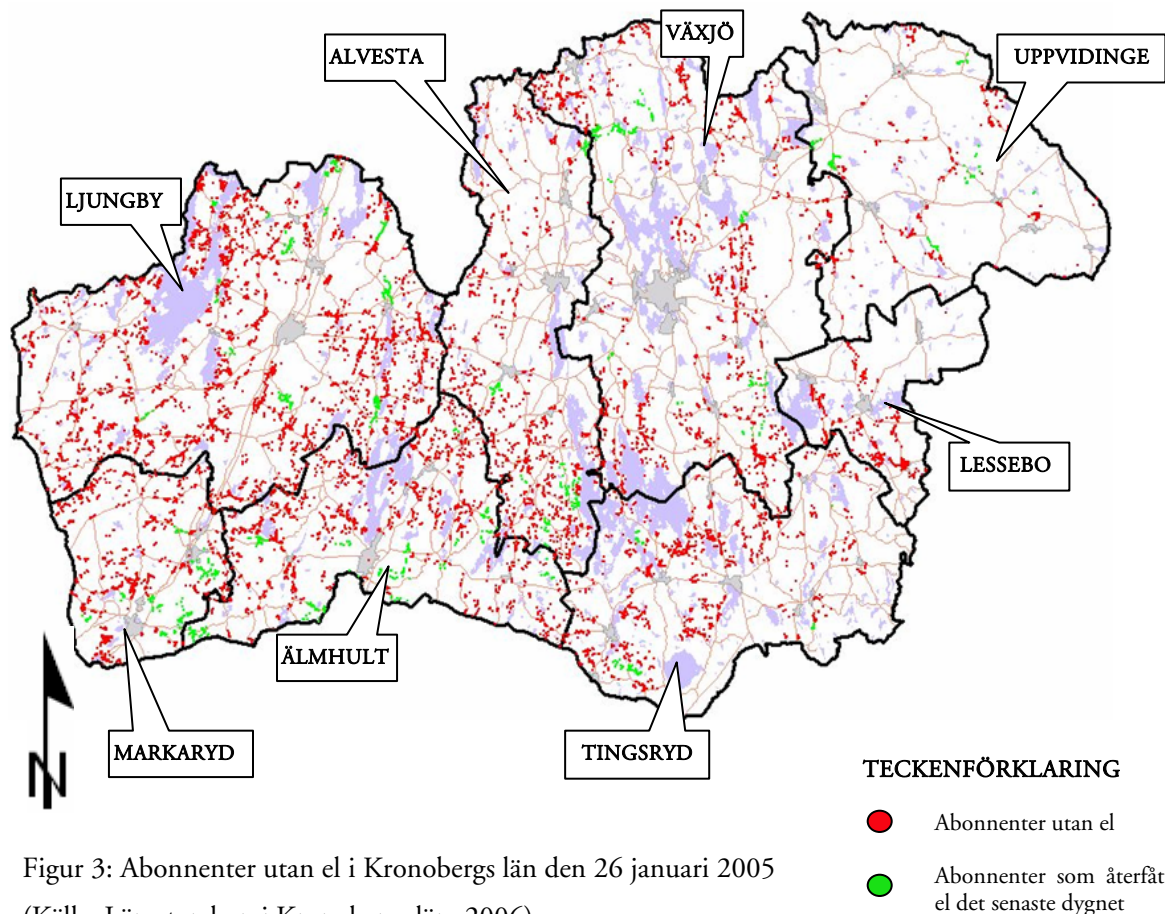 VÄXJÖ
ALVESTA
UPPVIDINGE
LJUNGBY
LESSEBO
ÄLMHULT
MARKARYD
TINGSRYD
N
TECKENFÖRKLARING
Abonnenter utan el
Abonnenter som återfåt
el det senaste dygnet
Figur 3: Abonnenter utan el i Kronobergs län den 26 januari 2005